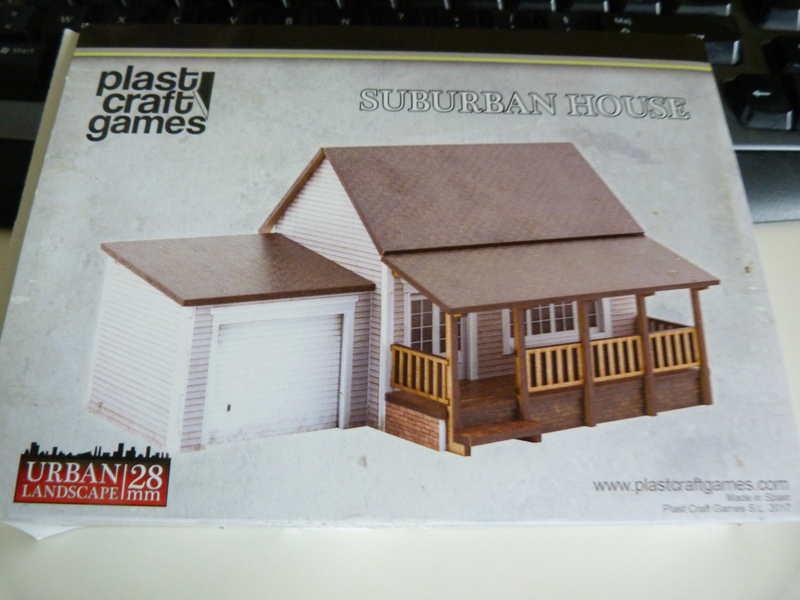 Start
plast
craft
games
SUBURBAN HOUSE
URBAN
LANDSCAPE
28
mm
www.plastcraftgames.com
Made in Spain
Plast Craft Games S.L. 2017